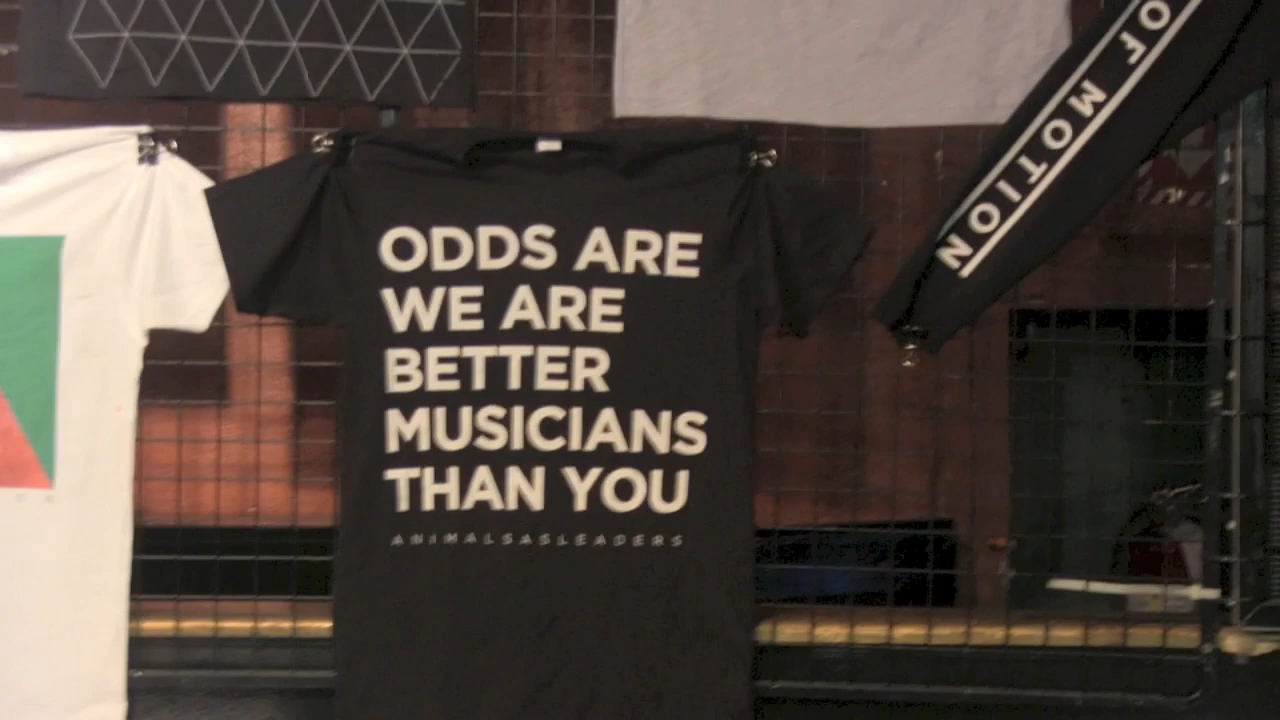 ODDS ARE
WE ARE
BETTER
MUSICIANS
THAN YOU
ANIMALSASLEADERS
OF MOTION